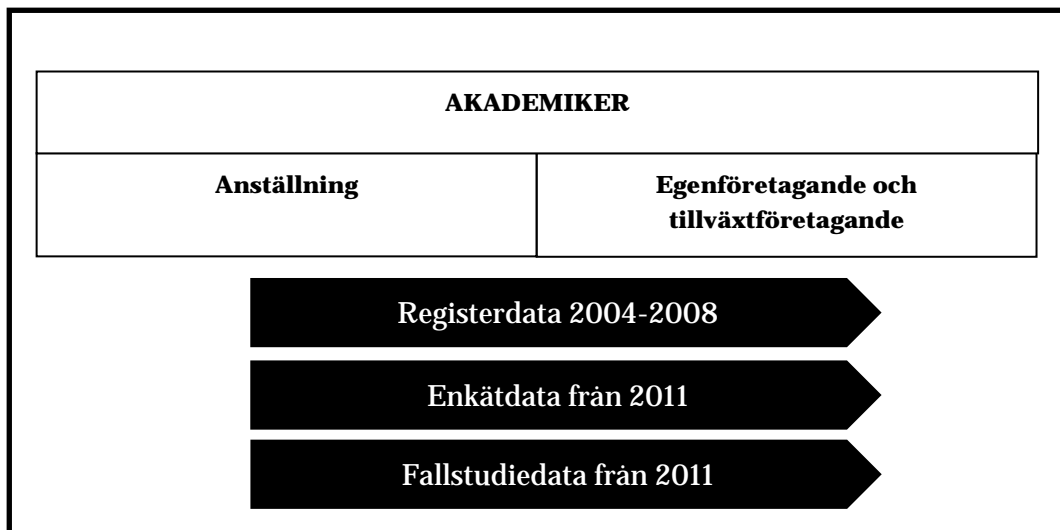 AKADEMIKER
Anställning
Egenföretagande och
tillväxtföretagande
Registerdata 2004-2008
Enkätdata från 2011
Fallstudiedata från 2011